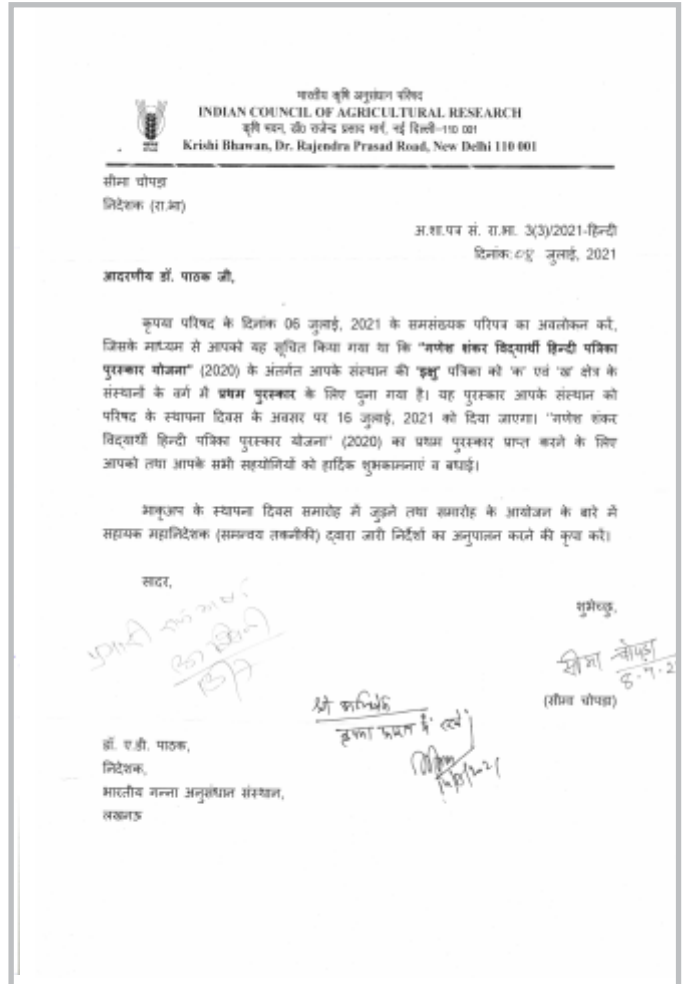 भारतीय कृषि अनुसंधान परिषद
INDIAN COUNCIL OF AGRICULTURAL RESEARCH
कृषि भवन, डॉ0 राजेन्द्र प्रसाद मार्ग, नई दिल्ली-110 001
Krishi Bhawan, Dr. Rajendra Prasad Road, New Delhi 110 001
सीमा चोपड़ा
निदेशक (रा.भा)
अ.शा.पत्र सं. रा.भा. 3(3)/2021-हिन्दी
दिनांक: 08 जुलाई, 2021
आदरणीय डॉ. पाठक जी,
कृपया परिषद के दिनांक 06 जुलाई, 2021 के समसंख्यक परिपत्र का अवलोकन करें,
जिसके माध्यम से आपको यह सूचित किया गया था कि "गणेश शंकर विद्यार्थी हिन्दी पत्रिका
पुरस्कार योजना" (2020) के अंतर्गत आपके संस्थान की 'इक्षु' पत्रिका को 'क' एवं 'ख' क्षेत्र के
संस्थानों के वर्ग में प्रथम पुरस्कार के लिए चुना गया है। यह पुरस्कार आपके संस्थान को
परिषद के स्थापना दिवस के अवसर पर 16 जुलाई, 2021 को दिया जाएगा। "गणेश शंकर
विद्यार्थी हिन्दी पत्रिका पुरस्कार योजना" (2020) का प्रथम पुरस्कार प्राप्त करने के लिए
आपको तथा आपके सभी सहयोगियों को हार्दिक शुभकामनाएं व बधाई।
भाकृअप के स्थापना दिवस समारोह में जुड़ने तथा समारोह के आयोजन के बारे में
सहायक महानिदेशक (समन्वय तकनीकी) द्वारा जारी निर्देशों का अनुपालन करने की कृपा करें।
सादर,
शुभेच्छु,
सीमा चोपड़ा
8.7.2
(सीमा चोपड़ा)
डॉ. ए.डी. पाठक,
निदेशक,
भारतीय गन्ना अनुसंधान संस्थान,
लखनऊ